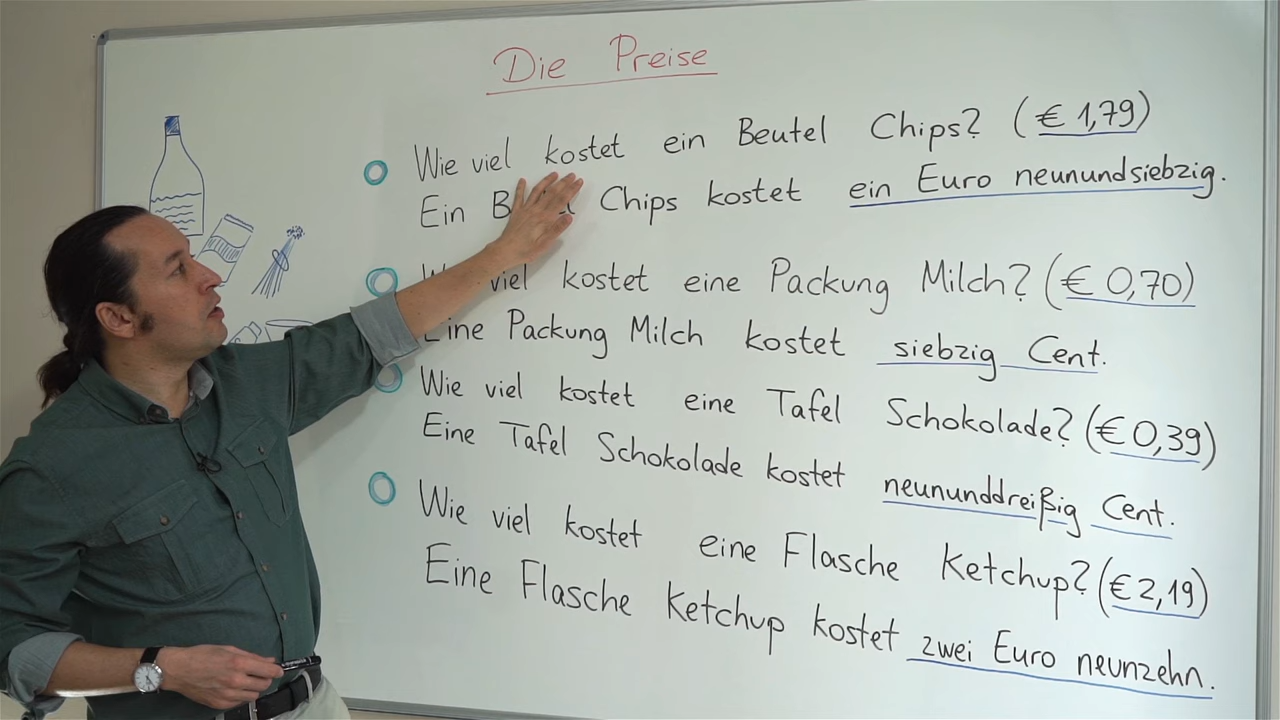 Die Preise
Wie viel kostet ein Beutel Chips? (€ 1,79)
Ein Chips kostet ein Euro neunundsiebzig.
viel kostet eine Packung Milch? (€ 0,70)
Eine Packung Milch kostet siebzig Cent.
Wie viel kostet eine Tafel Schokolade? (€ 0,39)
Eine Tafel Schokolade kostet neununddreißig Cent.
Wie viel kostet eine Flasche Ketchup? (€ 2,19)
Eine Flasche Ketchup kostet zwei Euro neunzehn.